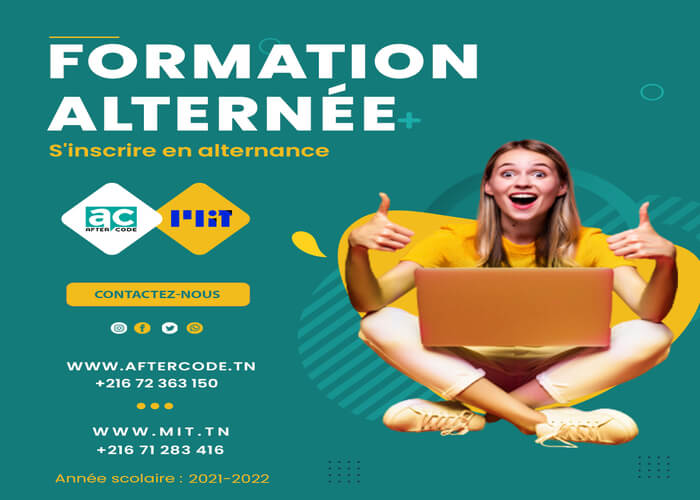 FORMATION
ALTERNÉE
S'inscrire en alternance
ac
AFTER CODE
MIT
CONTACTEZ-NOUS
WWW.AFTERCODE.TN
+216 72 363 150
WWW.MIT.TN
+216 71 283 416
Année scolaire : 2021-2022